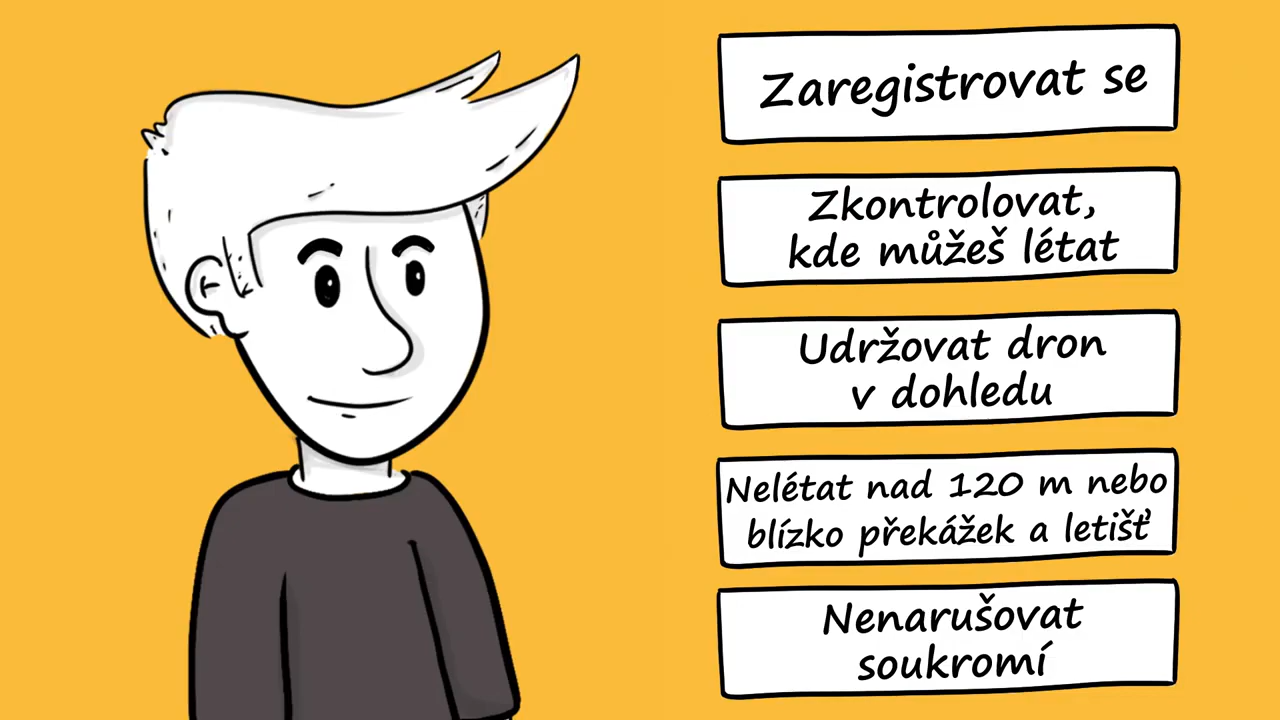 Zaregistrovat se
Zkontrolovat,
kde můžeš létat
Udržovat dron
v dohledu
Nelétat nad 120 m nebo
blízko překážek a letišť
Nenarušovat
soukromí